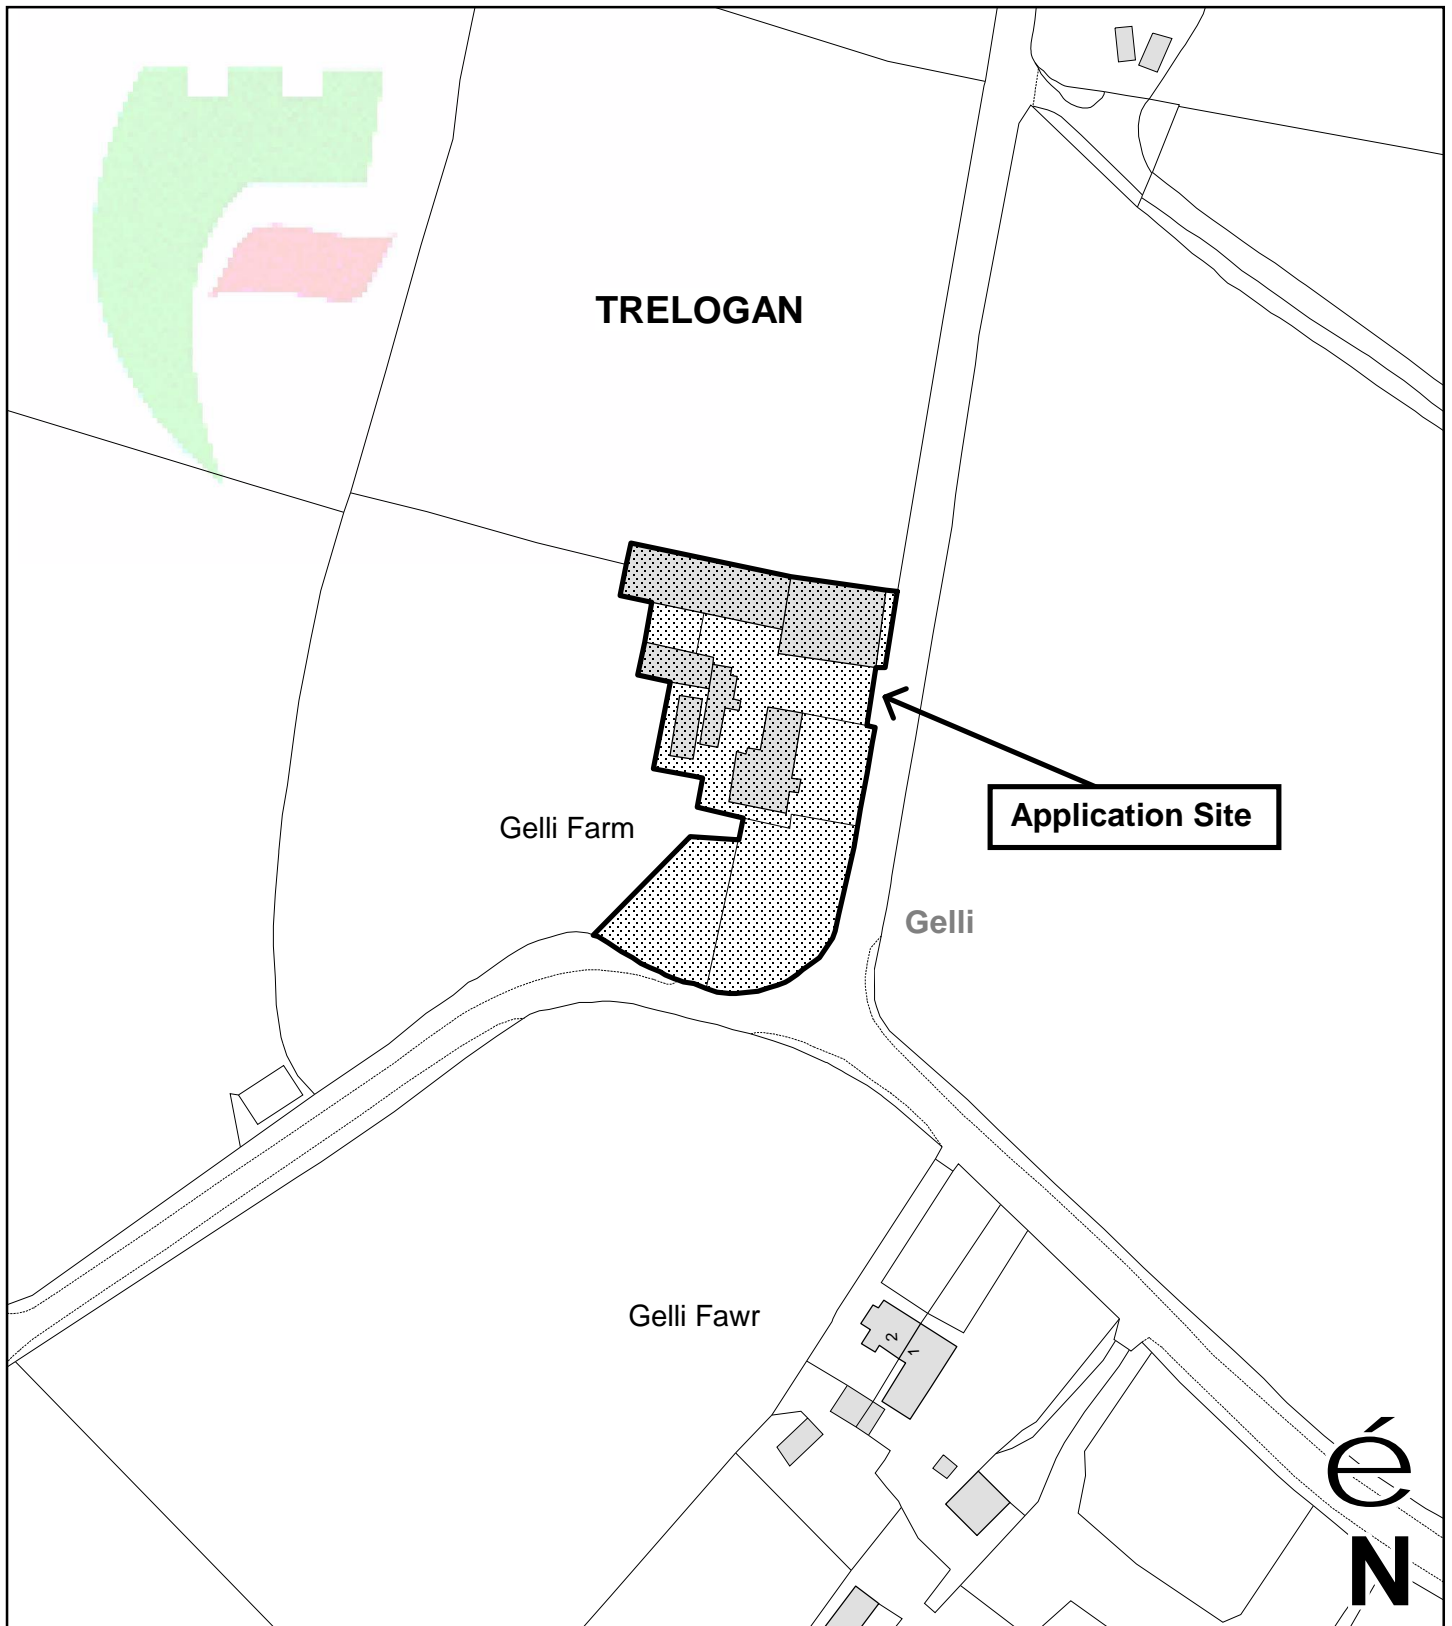 TRELOGAN
Application Site
Gelli Farm
Gelli
Gelli Fawr
2
1
é
N